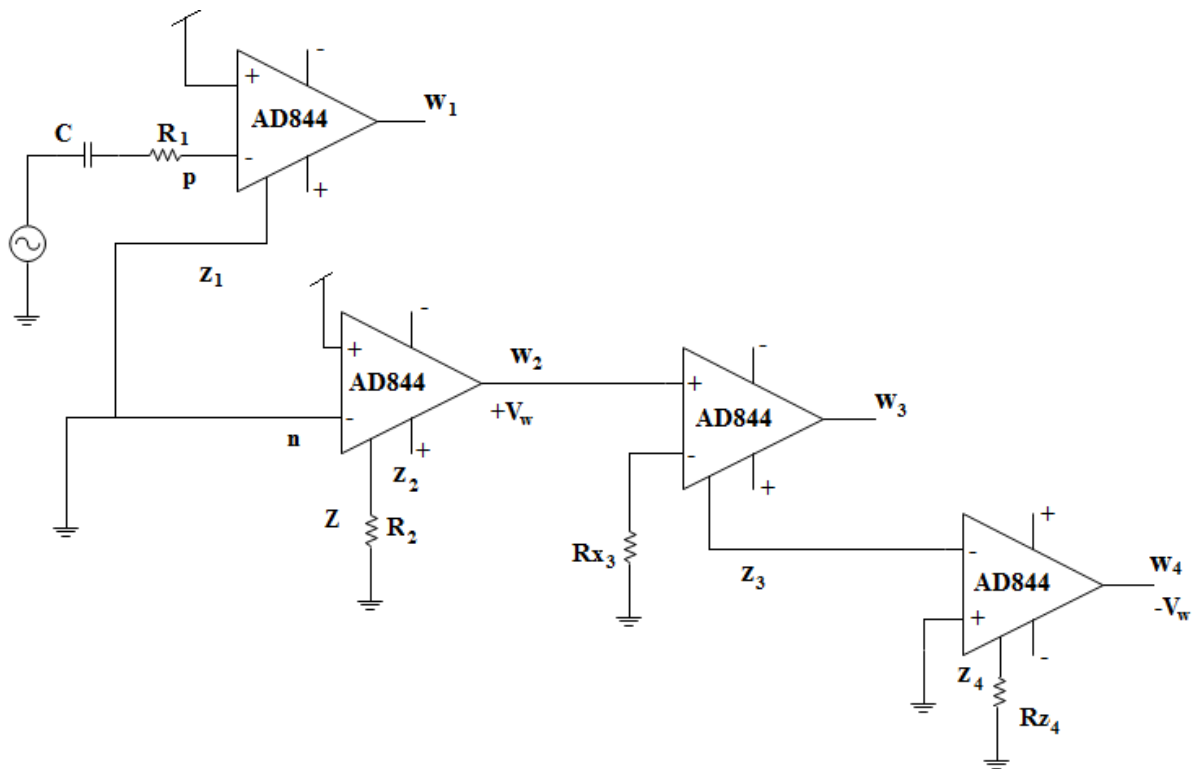 -
+
AD844
w₁
C
R₁
-
p
+
z₁
-
+
AD844
w₂
+Vw
-
n
+
z₂
Z
R₂
-
+
AD844
w₃
-
+
Rx₃
z₃
+
-
AD844
w₄
-Vw
+
-
z₄
Rz₄